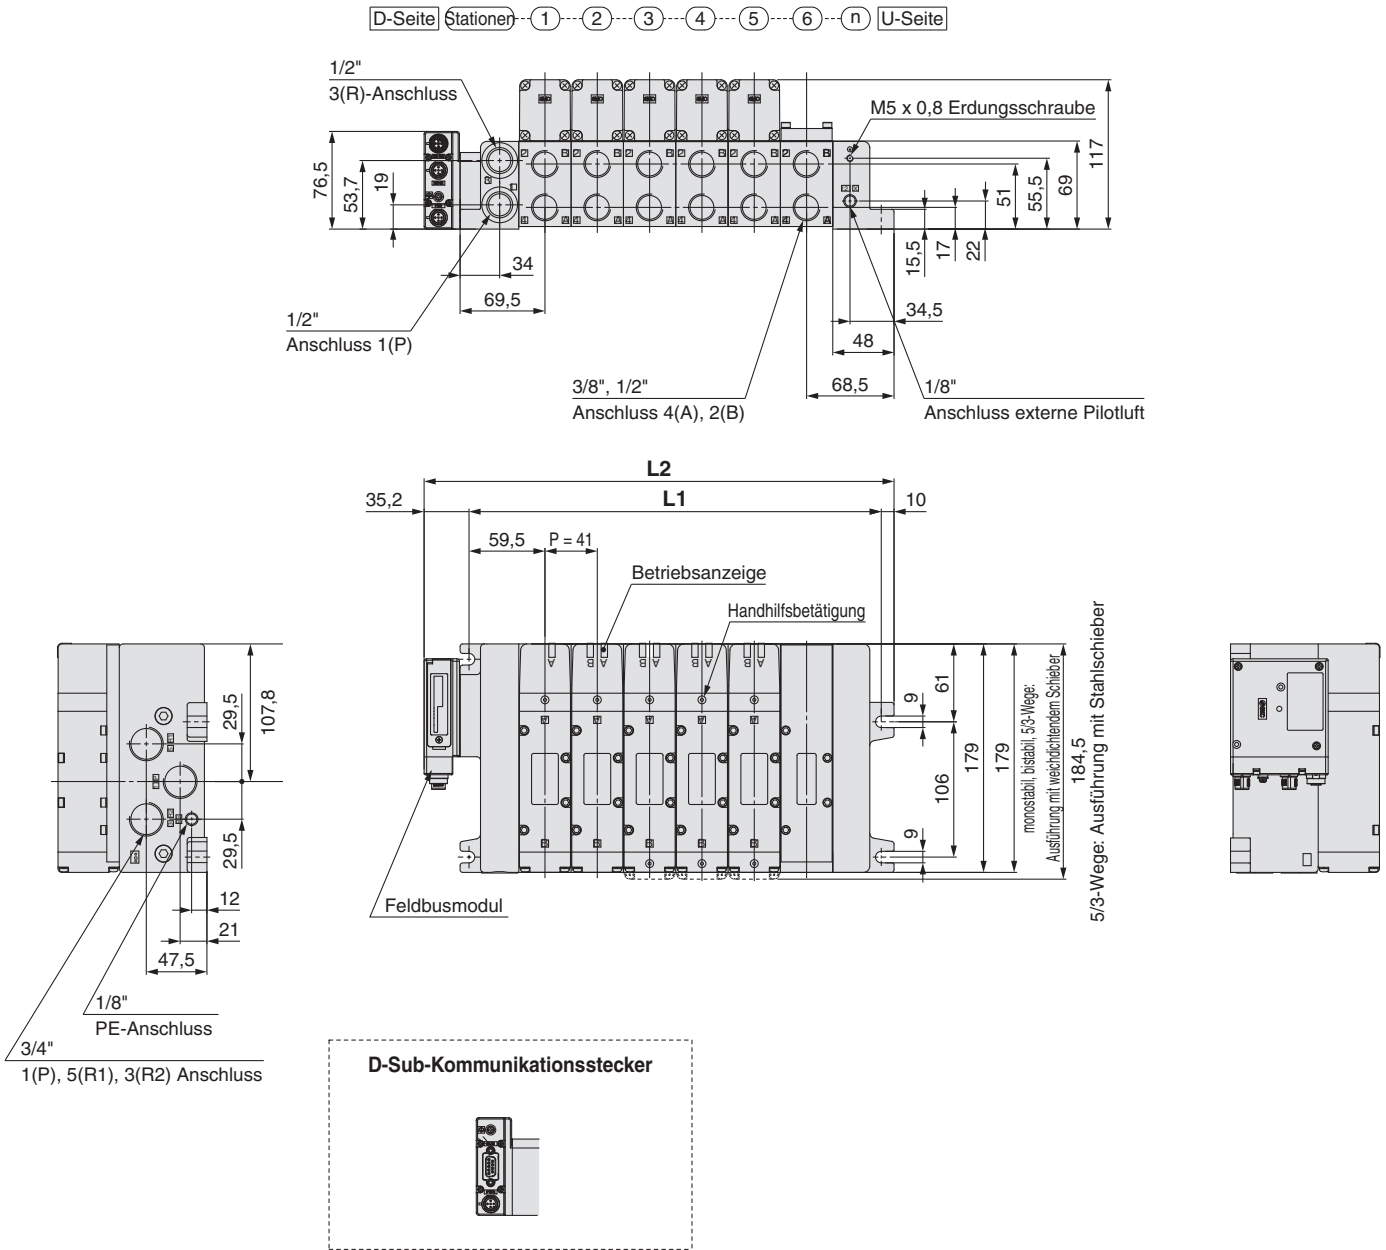 D-Seite Stationen 1 2 3 4 5 6 n U-Seite
1/2"
3(R)-Anschluss
M5 x 0,8 Erdungsschraube
76,5
53,7
19
117
69
55,5
51
15,5
17
22
34
69,5
34,5
48
68,5
1/2"
Anschluss 1(P)
3/8", 1/2"
Anschluss 4(A), 2(B)
1/8"
Anschluss externe Pilotluft
L2
35,2
L1
10
59,5
P = 41
Betriebsanzeige
Handhilfsbetätigung
29,5
107,8
29,5
12
21
47,5
1/8"
PE-Anschluss
3/4"
1(P), 5(R1), 3(R2) Anschluss
9
61
106
9
179
179
monostabil, bistabil, 5/3-Wege:
Ausführung mit weichdichtendem Schieber
184,5
5/3-Wege: Ausführung mit Stahlschieber
Feldbusmodul
D-Sub-Kommunikationsstecker